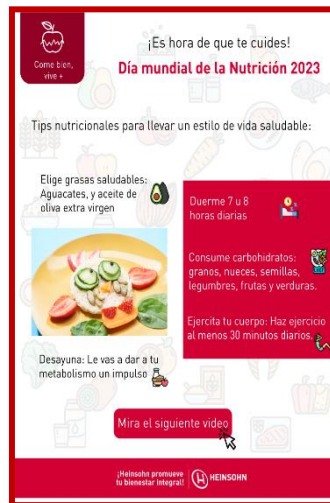 Come bien,
vive +
¡Es hora de que te cuides!
Día mundial de la Nutrición 2023
Tips nutricionales para llevar un estilo de vida saludable:
Elige grasas saludables:
Aguacates, y aceite de
oliva extra virgen
Duerme 7 u 8
horas diarias
Consume carbohidratos:
granos, nueces, semillas,
legumbres, frutas y verduras.
Ejercita tu cuerpo: Haz ejercicio
al menos 30 minutos diarios.
Desayuna: Le vas a dar a tu
metabolismo un impulso
Mira el siguiente video
¡Heinsohn promueve
tu bienestar integral!
HEINSOHN